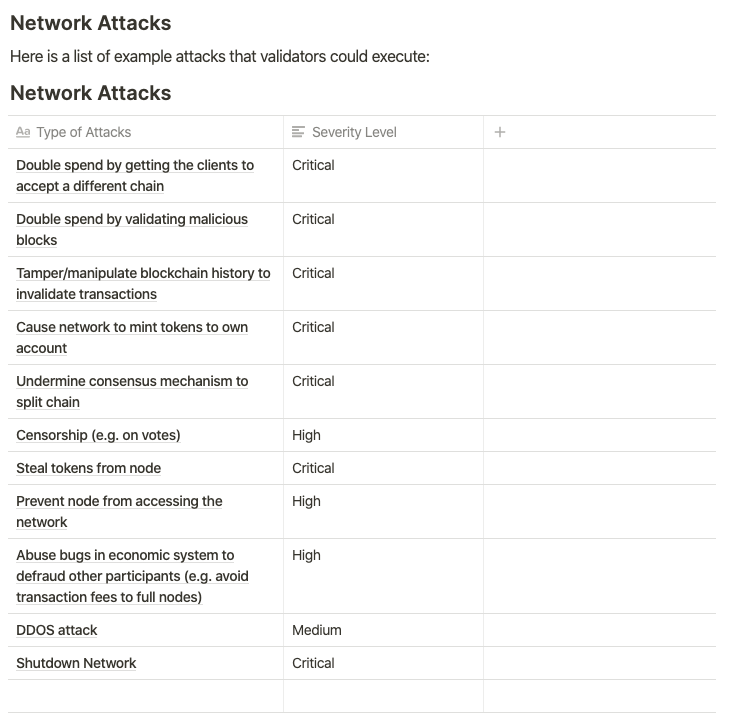 Network Attacks
Here is a list of example attacks that validators could execute:
Network Attacks
Aa Type of Attacks
Severity Level
+
Double spend by getting the clients to
accept a different chain
Critical
Double spend by validating malicious
blocks
Critical
Tamper/manipulate blockchain history to
invalidate transactions
Critical
Cause network to mint tokens to own
account
Critical
Undermine consensus mechanism to
split chain
Critical
Censorship (e.g. on votes)
High
Steal tokens from node
Critical
Prevent node from accessing the
network
High
Abuse bugs in economic system to
defraud other participants (e.g. avoid
transaction fees to full nodes)
High
DDOS attack
Medium
Shutdown Network
Critical